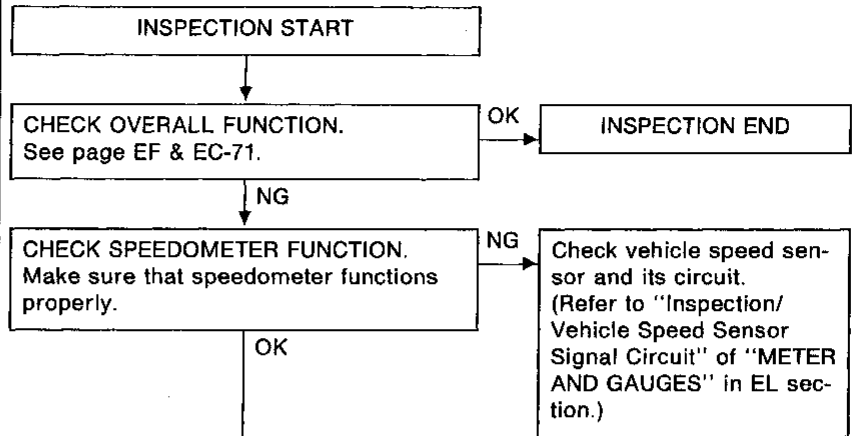 INSPECTION START
CHECK OVERALL FUNCTION.
See page EF & EC-71.
OK
INSPECTION END
NG
CHECK SPEEDOMETER FUNCTION.
Make sure that speedometer functions
properly.
NG
Check vehicle speed sen-
sor and its circuit.
(Refer to "Inspection/
Vehicle Speed Sensor
Signal Circuit" of "METER
AND GAUGES" in EL sec-
tion.)
OK